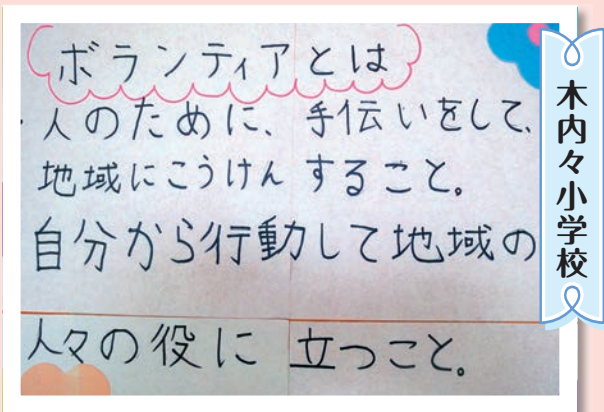 ボランティアとは
人のために、手伝いをして、
地域にこうけんすること。
自分から行動して地域の
人々の役に立つこと。
木内々小学校